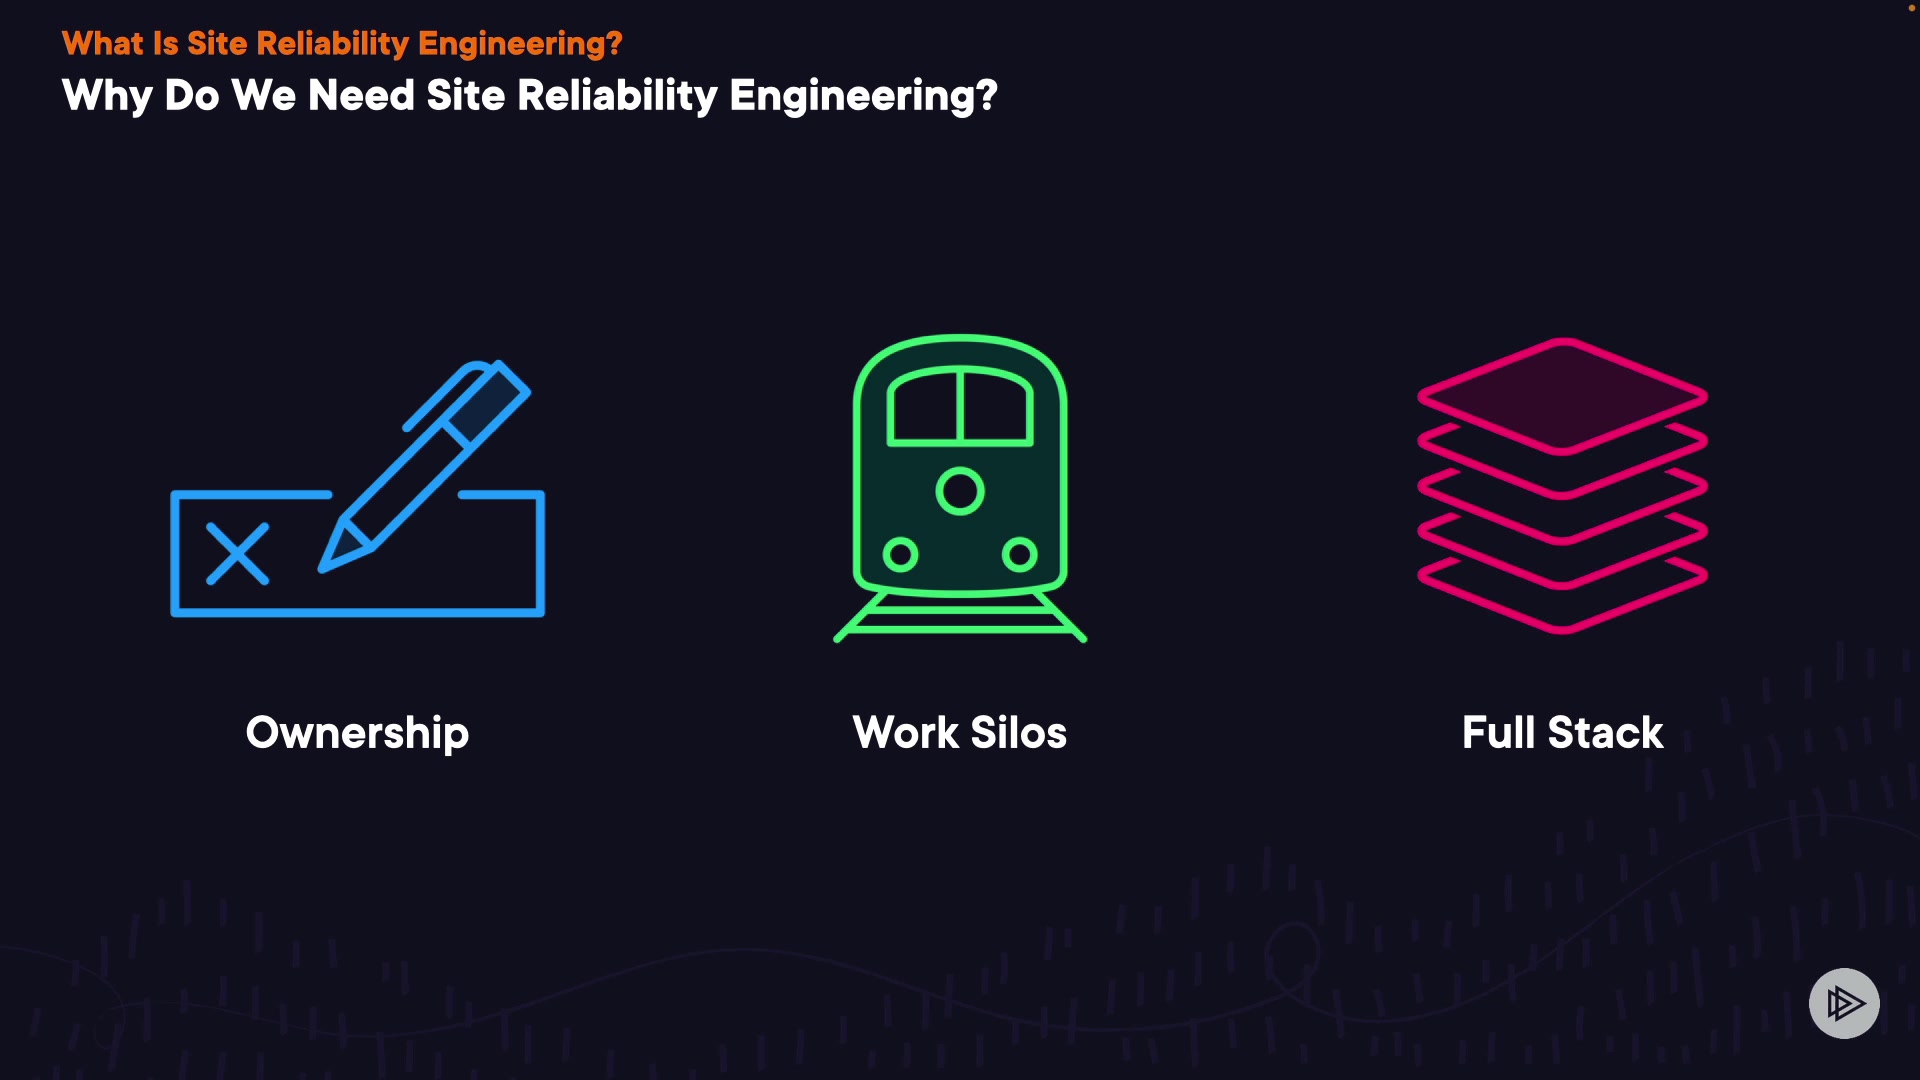 What Is Site Reliability Engineering?
Why Do We Need Site Reliability Engineering?
Ownership
Work Silos
Full Stack